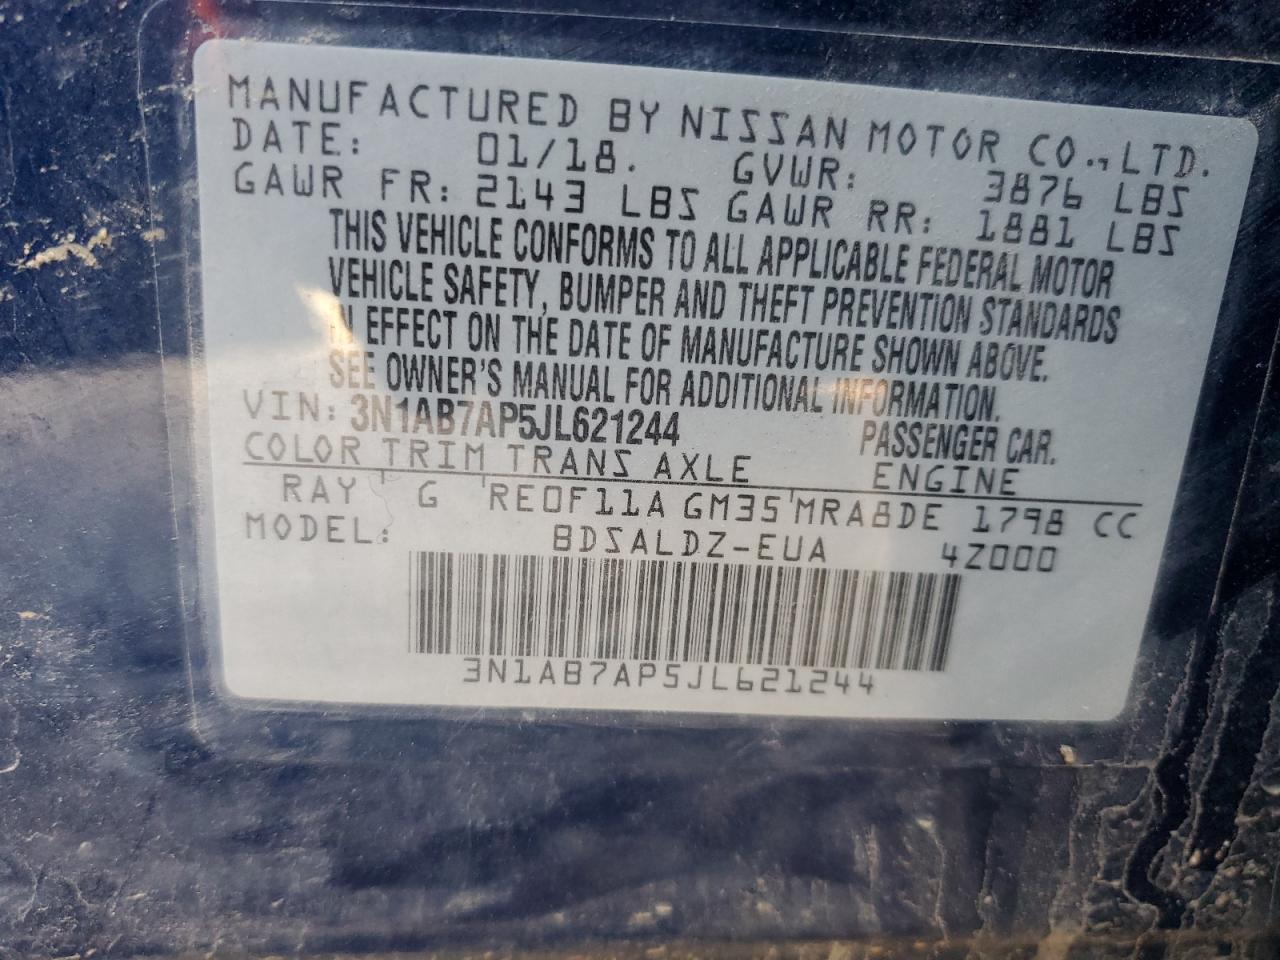 MANUFACTURED BY NISSAN MOTOR CO.,LTD.
DATE: 01/18. GVWR: 3876 LBS
GAWR FR: 2143 LBS GAWR RR: 1881 LBS
THIS VEHICLE CONFORMS TO ALL APPLICABLE FEDERAL MOTOR
VEHICLE SAFETY, BUMPER AND THEFT PREVENTION STANDARDS
IN EFFECT ON THE DATE OF MANUFACTURE SHOWN ABOVE.
SEE OWNER'S MANUAL FOR ADDITIONAL INFORMATION.
VIN: 3N1AB7AP5JL621244 PASSENGER CAR.
COLOR TRIM TRANS AXLE ENGINE
RAY G RE0F11A GM35 MRA8DE 1798 CC
MODEL: BDSALDZ-EUA 4Z000
3N1AB7AP5JL621244